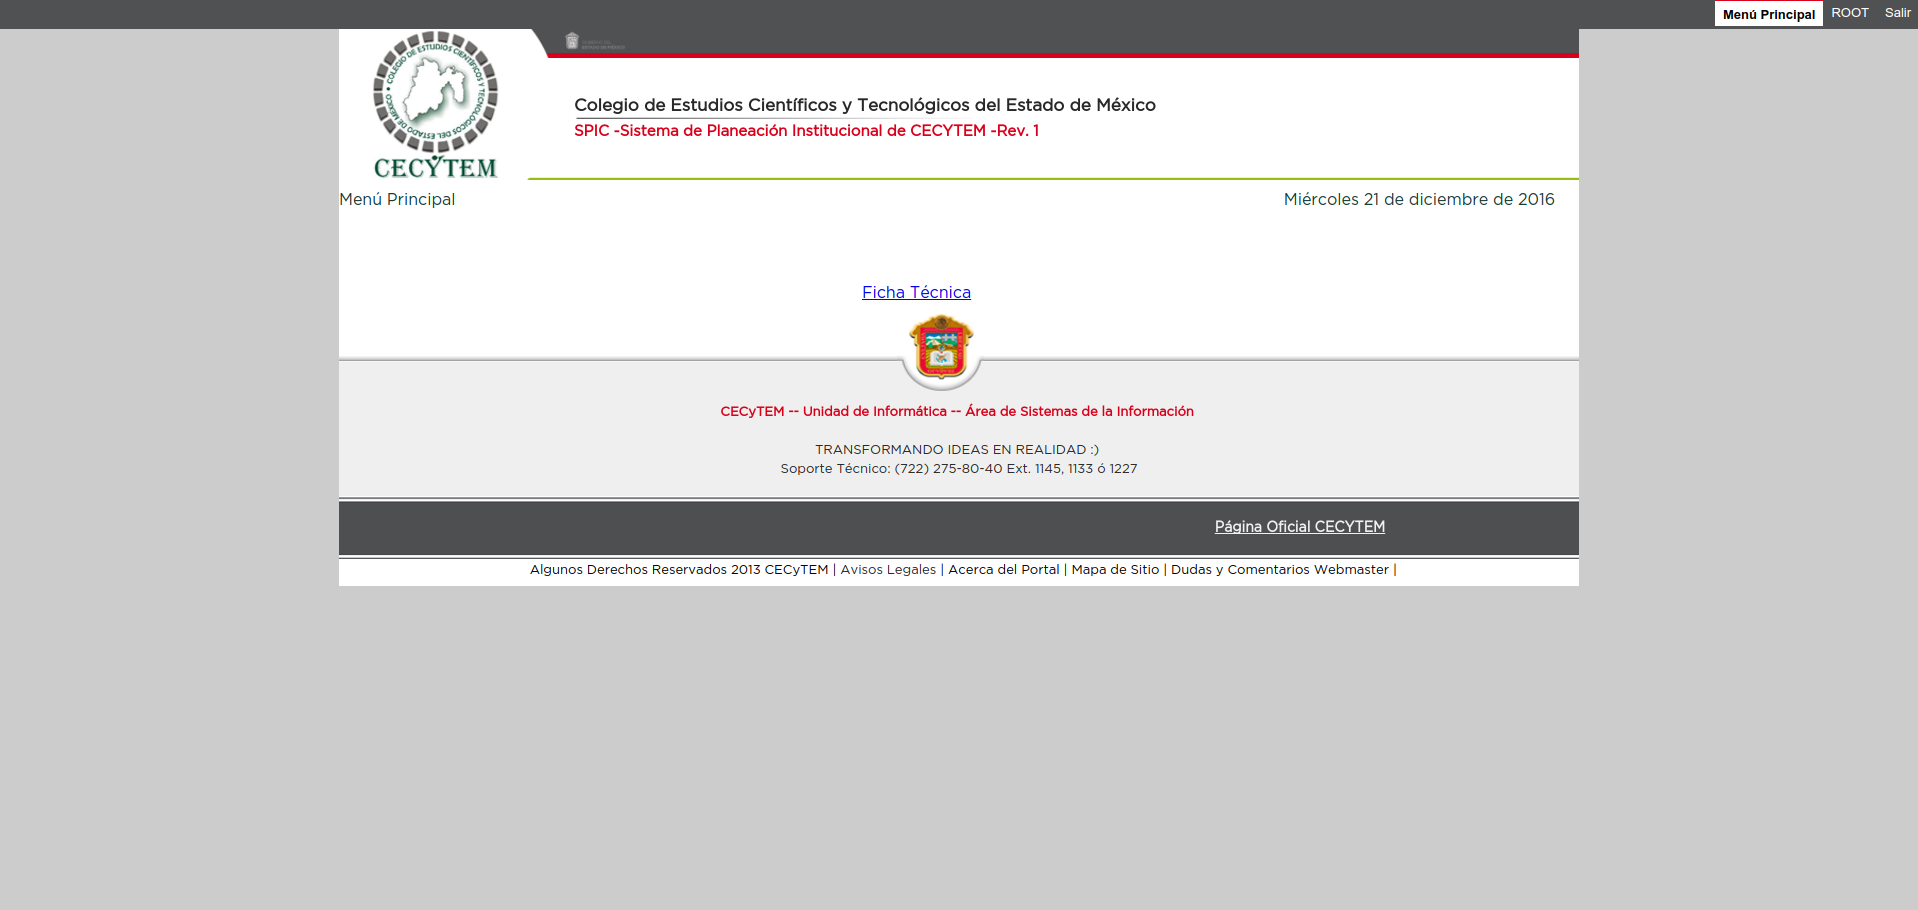 Menú Principal ROOT Salir
COLEGIO DE ESTUDIOS CIENTÍFICOS Y TECNOLÓGICOS DEL ESTADO DE MÉXICO
CECYTEM
Colegio de Estudios Científicos y Tecnológicos del Estado de México
SPIC -Sistema de Planeación Institucional de CECYTEM -Rev. 1
Menú Principal Miércoles 21 de diciembre de 2016
Ficha Técnica
CECyTEM -- Unidad de Informática -- Área de Sistemas de la Información
TRANSFORMANDO IDEAS EN REALIDAD :)
Soporte Técnico: (722) 275-80-40 Ext. 1145, 1133 ó 1227
Página Oficial CECYTEM
Algunos Derechos Reservados 2013 CECyTEM | Avisos Legales | Acerca del Portal | Mapa de Sitio | Dudas y Comentarios Webmaster |